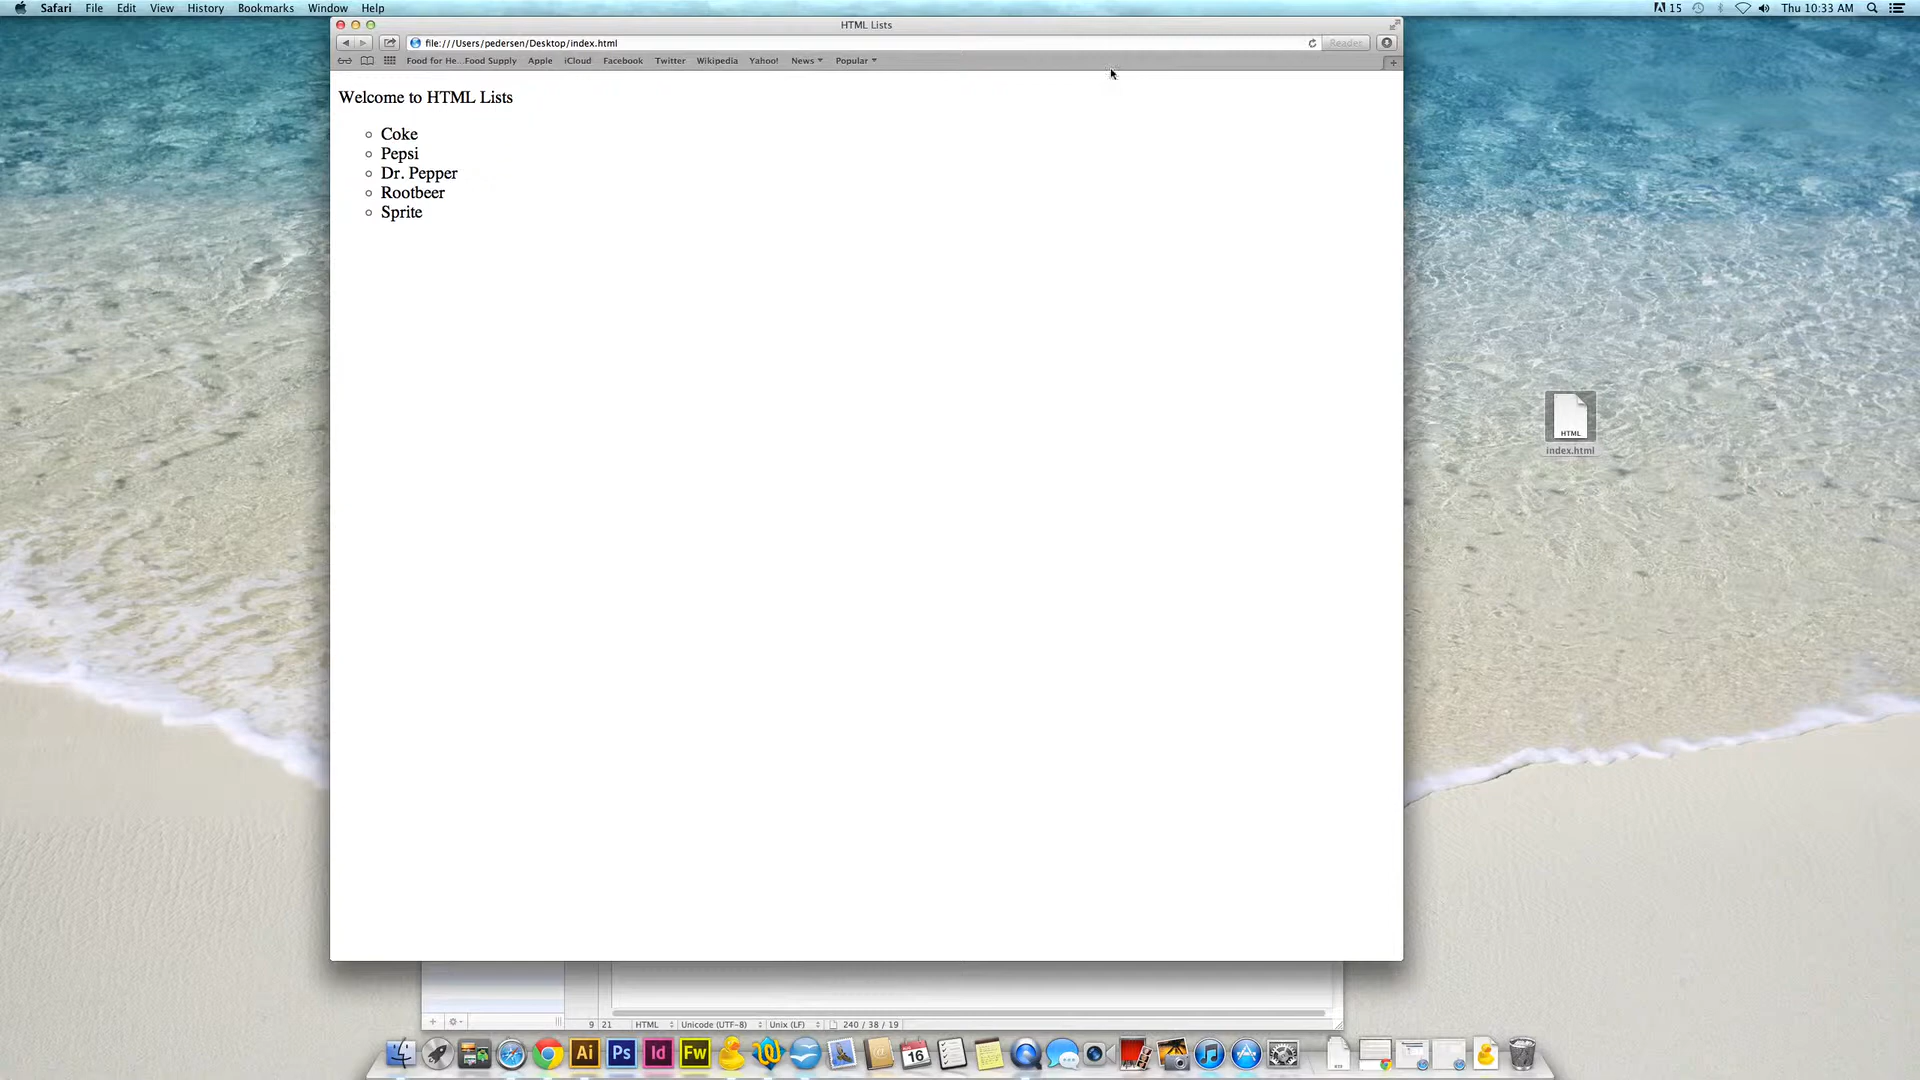 Safari File Edit View History Bookmarks Window Help
15 Thu 10:33 AM
HTML Lists
file:///Users/pedersen/Desktop/index.html Reader
Food for He...Food Supply Apple iCloud Facebook Twitter Wikipedia Yahoo! News Popular
Welcome to HTML Lists
Coke
Pepsi
Dr. Pepper
Rootbeer
Sprite
HTML
index.html
9 21 HTML Unicode (UTF-8) Unix (LF) 240 / 38 / 19
Ai Ps Id Fw 16